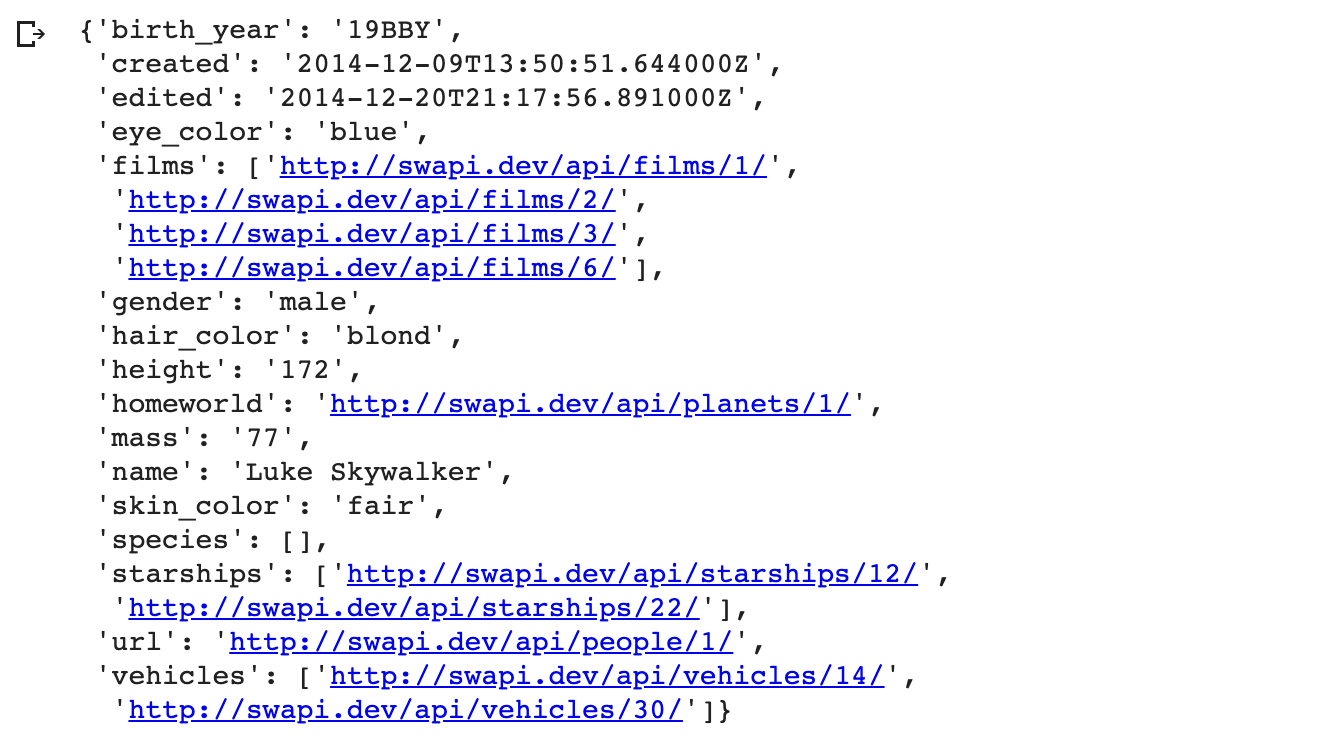 {'birth_year': '19BBY',
'created': '2014-12-09T13:50:51.644000Z',
'edited': '2014-12-20T21:17:56.891000Z',
'eye_color': 'blue',
'films': ['http://swapi.dev/api/films/1/',
'http://swapi.dev/api/films/2/',
'http://swapi.dev/api/films/3/',
'http://swapi.dev/api/films/6/'],
'gender': 'male',
'hair_color': 'blond',
'height': '172',
'homeworld': 'http://swapi.dev/api/planets/1/',
'mass': '77',
'name': 'Luke Skywalker',
'skin_color': 'fair',
'species': [],
'starships': ['http://swapi.dev/api/starships/12/',
'http://swapi.dev/api/starships/22/'],
'url': 'http://swapi.dev/api/people/1/',
'vehicles': ['http://swapi.dev/api/vehicles/14/',
'http://swapi.dev/api/vehicles/30/']}